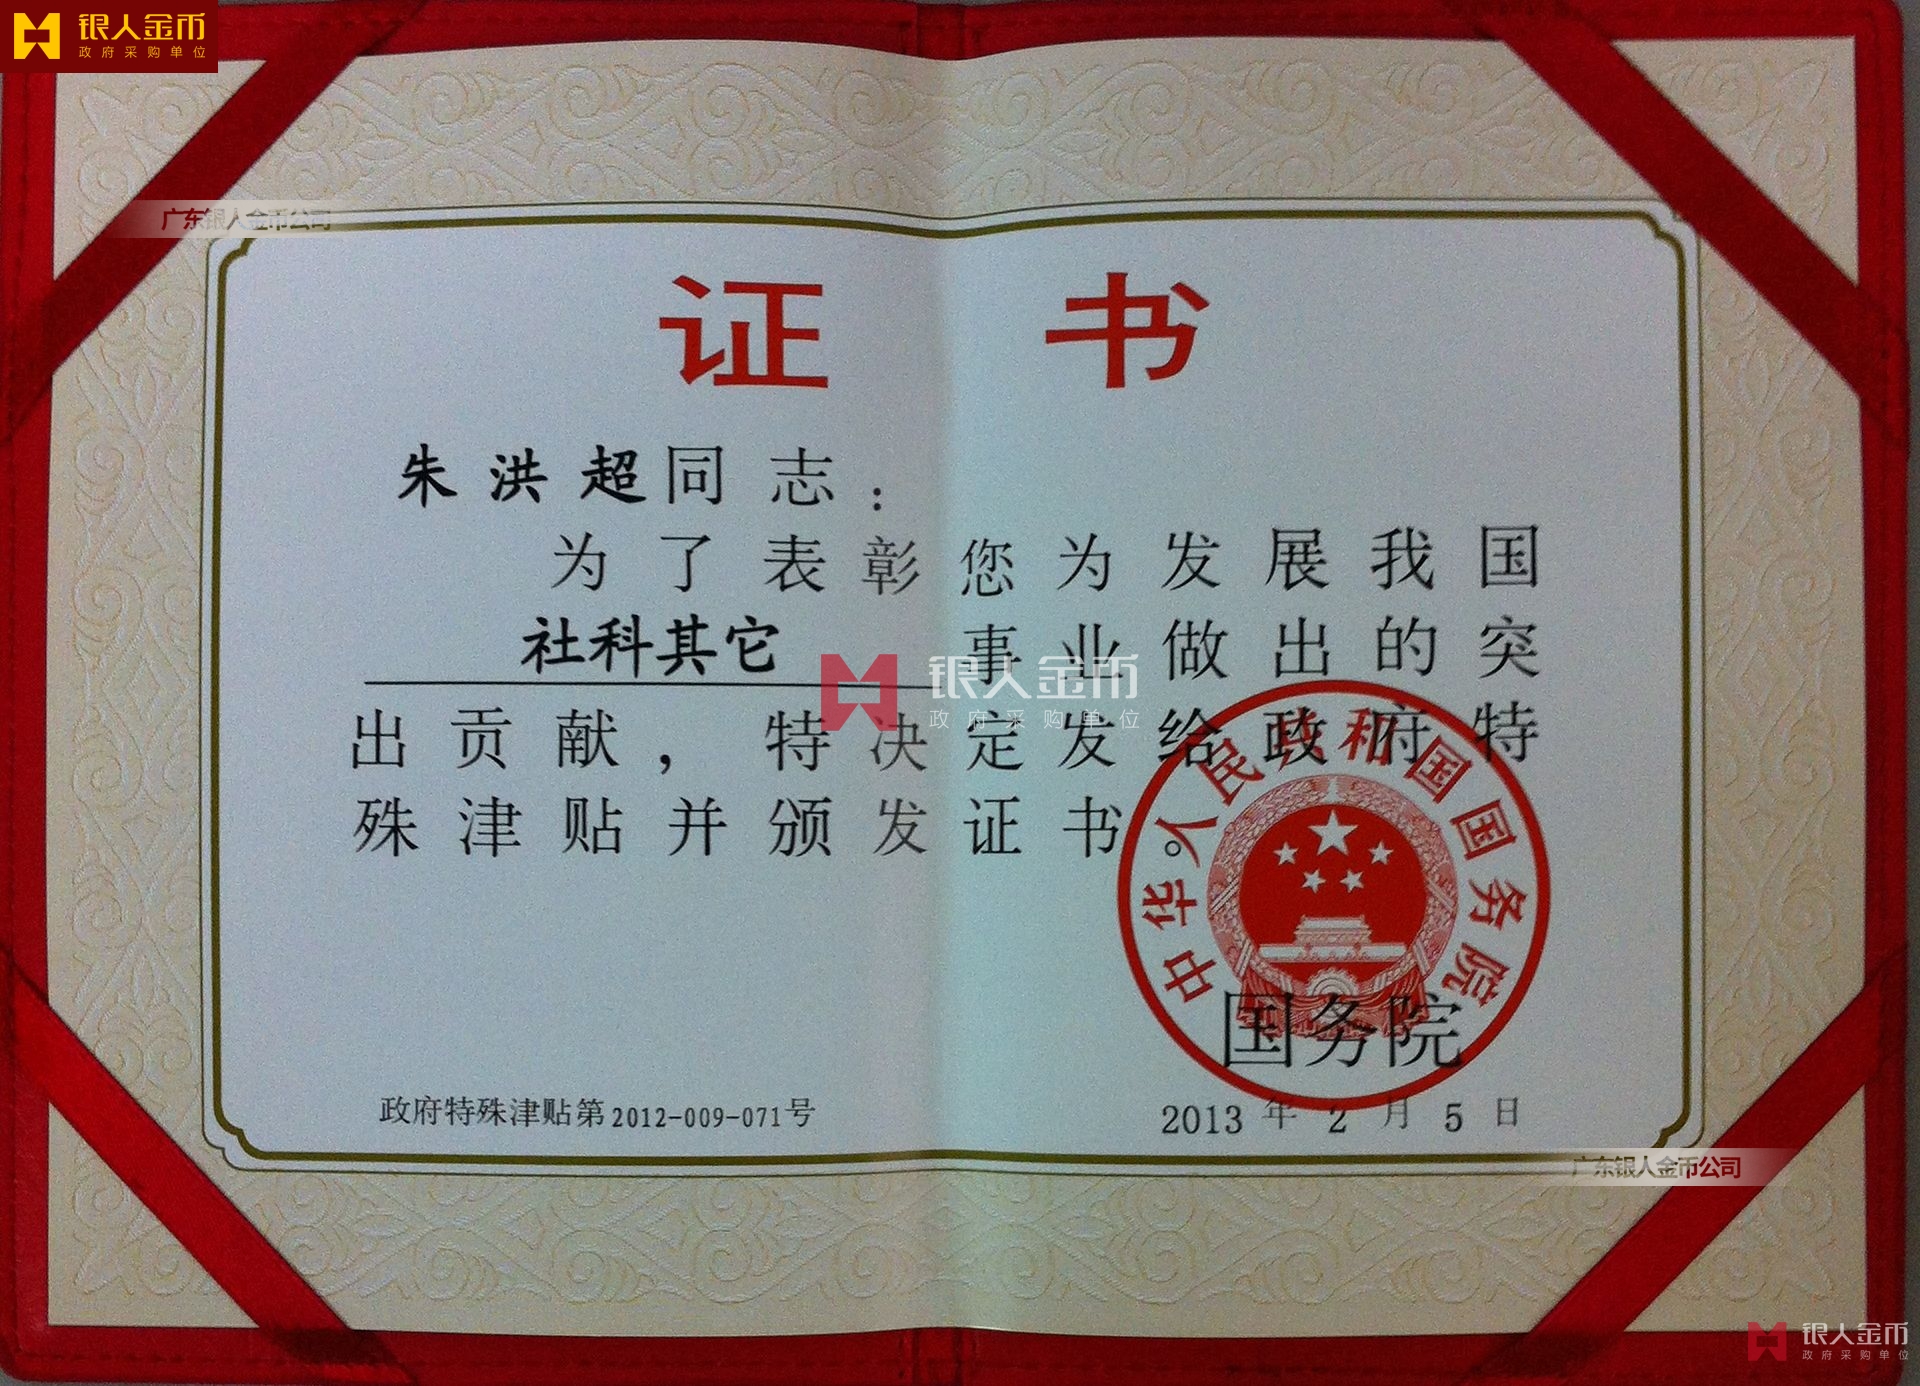 银人金币
政府采购单位
广东银人金币公司
证书
朱洪超同志：
为了表彰您为发展我国
社科其它 事业做出的突
出贡献，特决定发给政府特
殊津贴并颁发证书。
银人金币
政府采购单位
中华人民共和国国务院
国务院
政府特殊津贴第2012-009-071号
2013年2月5日
广东银人金币公司
银人金币
政府采购单位